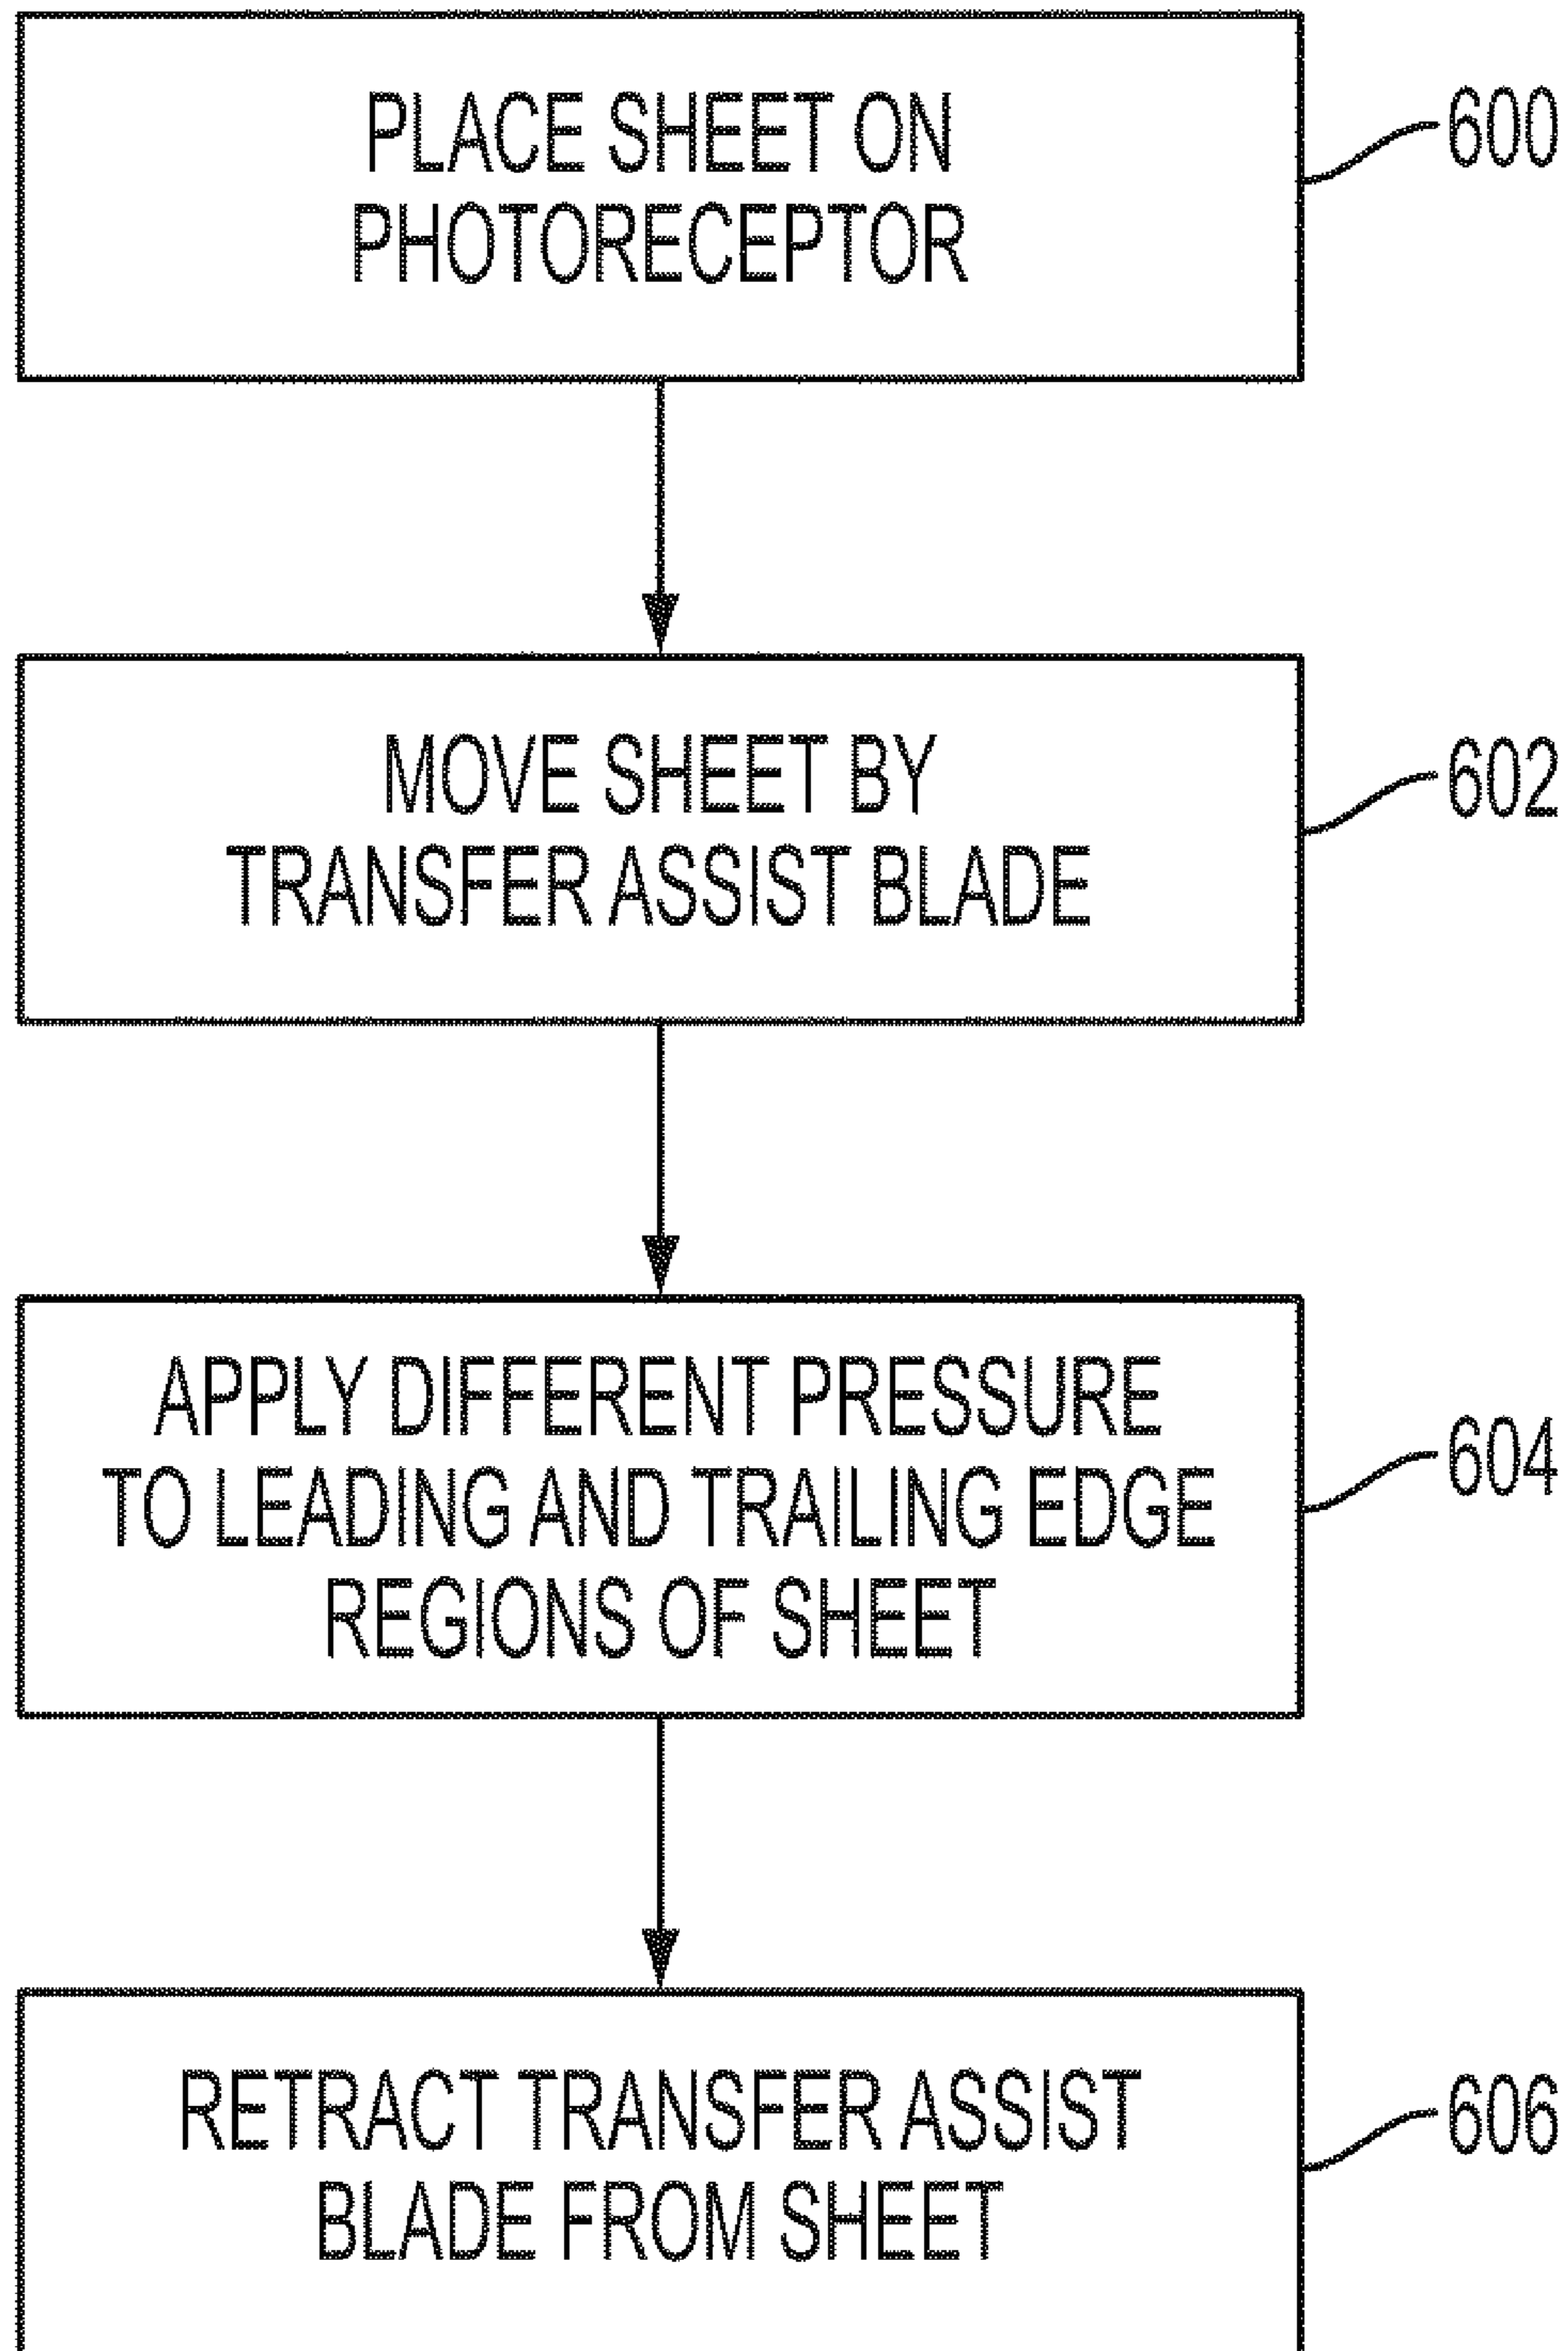 PLACE SHEET ON
PHOTORECEPTOR
600
MOVE SHEET BY
TRANSFER ASSIST BLADE
602
APPLY DIFFERENT PRESSURE
TO LEADING AND TRAILING EDGE
REGIONS OF SHEET
604
RETRACT TRANSFER ASSIST
BLADE FROM SHEET
606